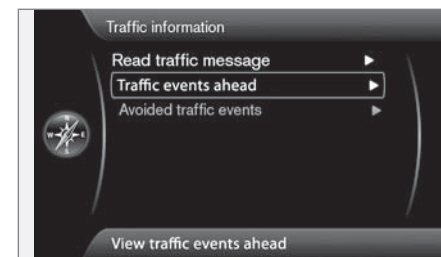 Traffic information
Read traffic message
Traffic events ahead
Avoided traffic events
N
W E
S
View traffic events ahead